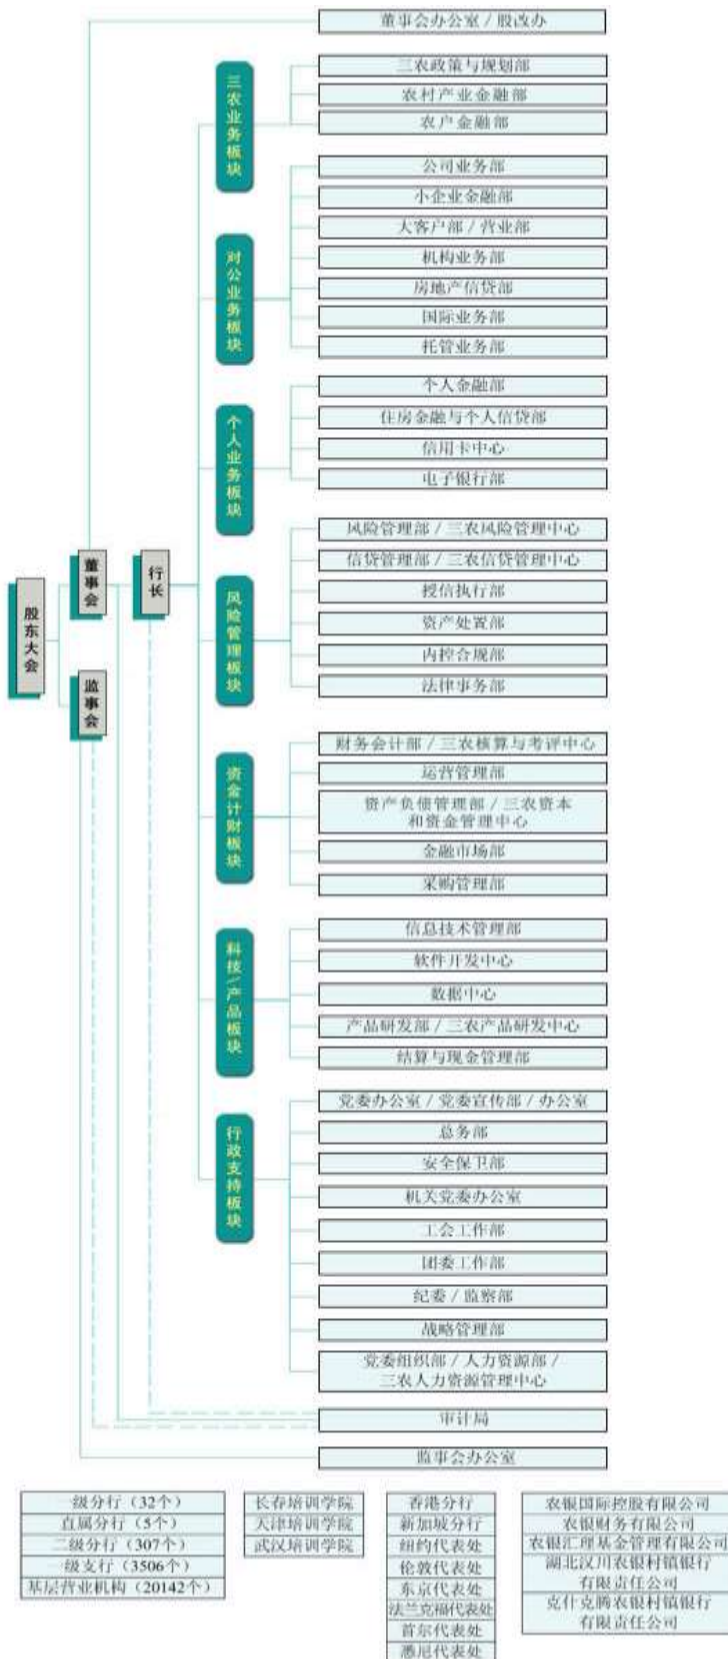 股东大会
董事会
监事会
行长
董事会办公室 / 股改办
三农业务板块
三农政策与规划部
农村产业金融部
农户金融部
对公业务板块
公司业务部
小企业金融部
大客户部 / 营业部
机构业务部
房地产信贷部
国际业务部
托管业务部
个人业务板块
个人金融部
住房金融与个人信贷部
信用卡中心
电子银行部
风险管理板块
风险管理部 / 三农风险管理中心
信贷管理部 / 三农信贷管理中心
授信执行部
资产处置部
内控合规部
法律事务部
资金计财板块
财务会计部 / 三农核算与考评中心
运营管理部
资产负债管理部 / 三农资本
和资金管理中心
金融市场部
采购管理部
科技/产品板块
信息技术管理部
软件开发中心
数据中心
产品研发部 / 三农产品研发中心
结算与现金管理部
行政支持板块
党委办公室 / 党委宣传部 / 办公室
总务部
安全保卫部
机关党委办公室
工会工作部
团委工作部
纪委 / 监察部
战略管理部
党委组织部 / 人力资源部 /
三农人力资源管理中心
审计局
监事会办公室
一级分行（32个）
直属分行（5个）
二级分行（307个）
一级支行（3506个）
基层营业机构（20142个）
长春培训学院
天津培训学院
武汉培训学院
香港分行
新加坡分行
纽约代表处
伦敦代表处
东京代表处
法兰克福代表处
首尔代表处
悉尼代表处
农银国际控股有限公司
农银财务有限公司
农银汇理基金管理有限公司
湖北汉川农银村镇银行
有限责任公司
克什克腾农银村镇银行
有限责任公司